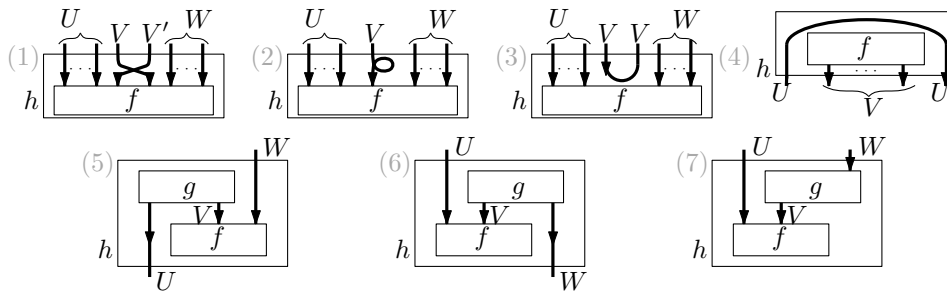 U V V′ W
(1) . . . . . .
h f
U V W
(2) . . . . . .
h f
U V V W
(3) . . . . . .
h f
(4) f
h . . .
U V U
(5) W
g
V
h f
U
(6) U
g
V
h f
W
(7) U W
g
V
h f